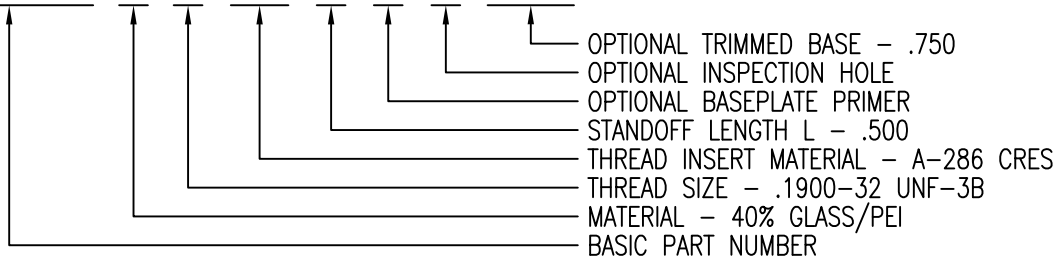 OPTIONAL TRIMMED BASE – .750
OPTIONAL INSPECTION HOLE
OPTIONAL BASEPLATE PRIMER
STANDOFF LENGTH L – .500
THREAD INSERT MATERIAL – A–286 CRES
THREAD SIZE – .1900–32 UNF–3B
MATERIAL – 40% GLASS/PEI
BASIC PART NUMBER